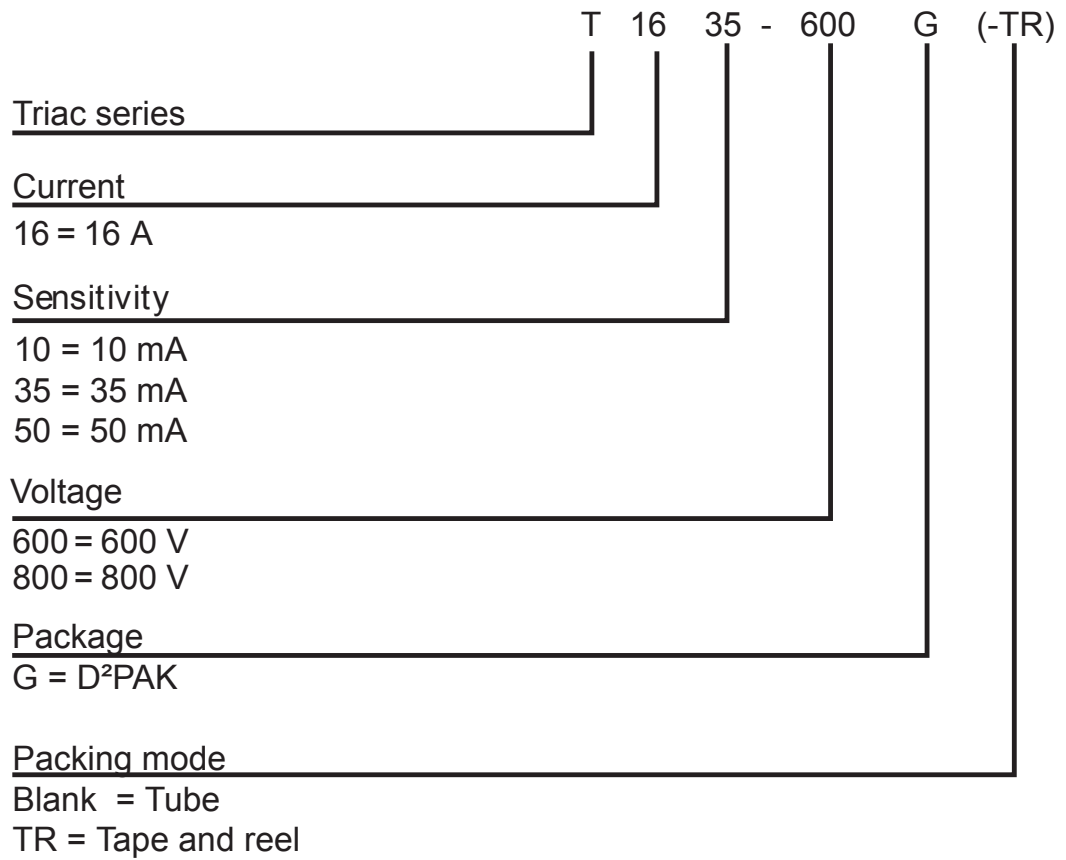 T 16 35 - 600 G (-TR)
Triac series
Current
16 = 16 A
Sensitivity
10 = 10 mA
35 = 35 mA
50 = 50 mA
Voltage
600 = 600 V
800 = 800 V
Package
G = D²PAK
Packing mode
Blank = Tube
TR = Tape and reel